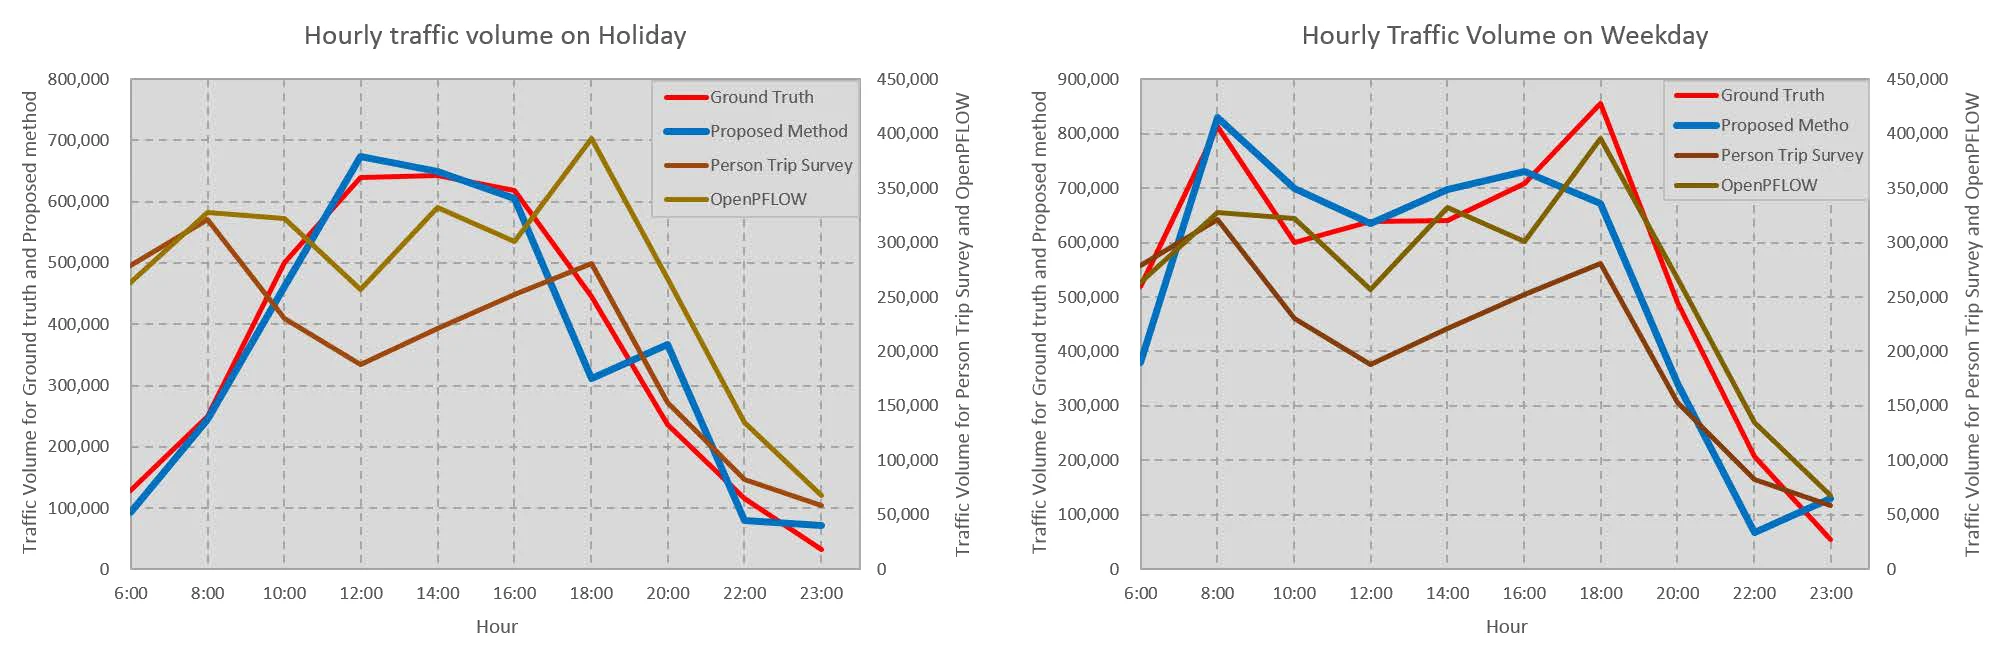 Hourly traffic volume on Holiday
Traffic Volume for Ground truth and Proposed method
800,000
700,000
600,000
500,000
400,000
300,000
200,000
100,000
0
450,000
400,000
350,000
300,000
250,000
200,000
150,000
100,000
50,000
0
Traffic Volume for Person Trip Survey and OpenPFLOW
Ground Truth
Proposed Method
Person Trip Survey
OpenPFLOW
6:00 8:00 10:00 12:00 14:00 16:00 18:00 20:00 22:00 23:00
Hour
Hourly Traffic Volume on Weekday
Traffic Volume for Ground truth and Proposed method
900,000
800,000
700,000
600,000
500,000
400,000
300,000
200,000
100,000
0
450,000
400,000
350,000
300,000
250,000
200,000
150,000
100,000
50,000
0
Traffic Volume for Person Trip Survey and OpenPFLOW
Ground Truth
Proposed Metho
Person Trip Survey
OpenPFLOW
6:00 8:00 10:00 12:00 14:00 16:00 18:00 20:00 22:00 23:00
Hour